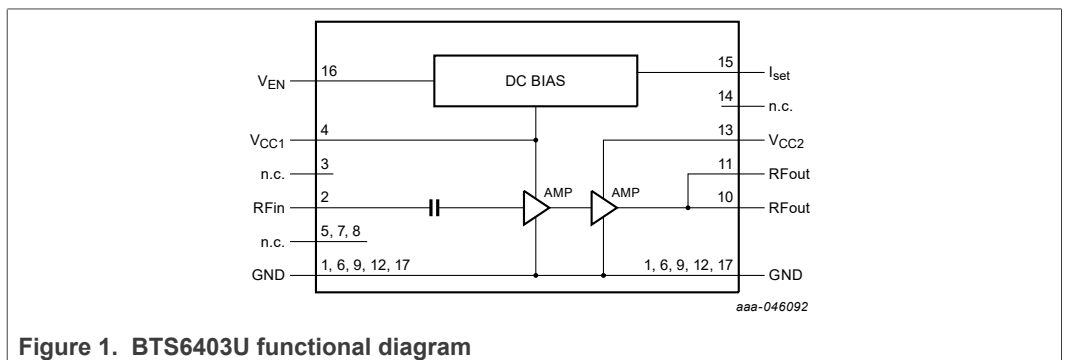 16
V_EN
DC BIAS
15
I_set
14
n.c.
4
V_CC1
13
V_CC2
3
n.c.
11
RFout
2
RFin
AMP
AMP
10
RFout
5, 7, 8
n.c.
1, 6, 9, 12, 17
GND
1, 6, 9, 12, 17
GND
aaa-046092
Figure 1. BTS6403U functional diagram